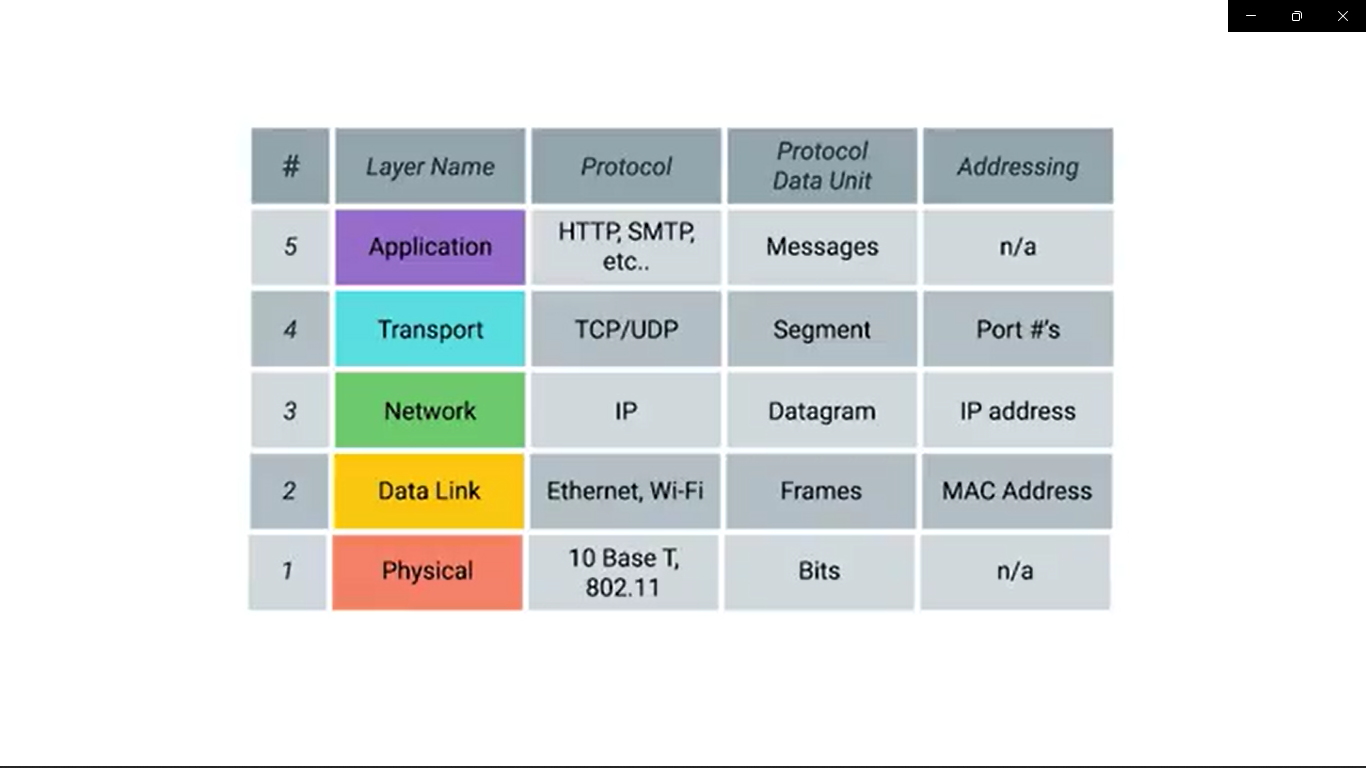 # Layer Name Protocol Protocol Data Unit Addressing
5 Application HTTP, SMTP, etc.. Messages n/a
4 Transport TCP/UDP Segment Port #'s
3 Network IP Datagram IP address
2 Data Link Ethernet, Wi-Fi Frames MAC Address
1 Physical 10 Base T, 802.11 Bits n/a